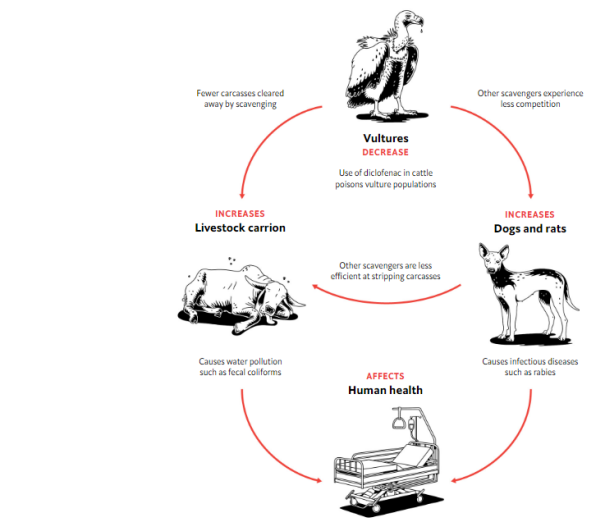 Fewer carcasses cleared
away by scavenging
Other scavengers experience
less competition
Vultures
DECREASE
Use of diclofenac in cattle
poisons vulture populations
INCREASES
Livestock carrion
INCREASES
Dogs and rats
Other scavengers are less
efficient at stripping carcasses
Causes water pollution
such as fecal coliforms
Causes infectious diseases
such as rabies
AFFECTS
Human health